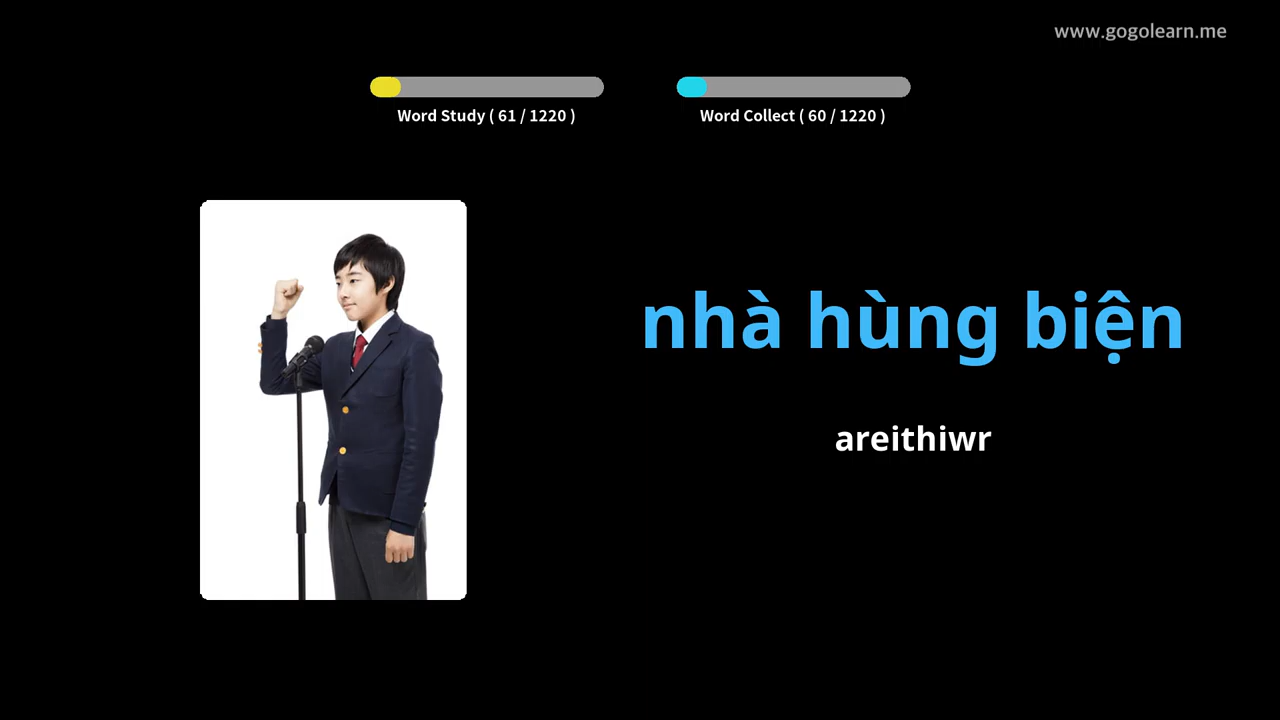 www.gogolearn.me
Word Study ( 61 / 1220 )
Word Collect ( 60 / 1220 )
nhà hùng biện
areithiwr